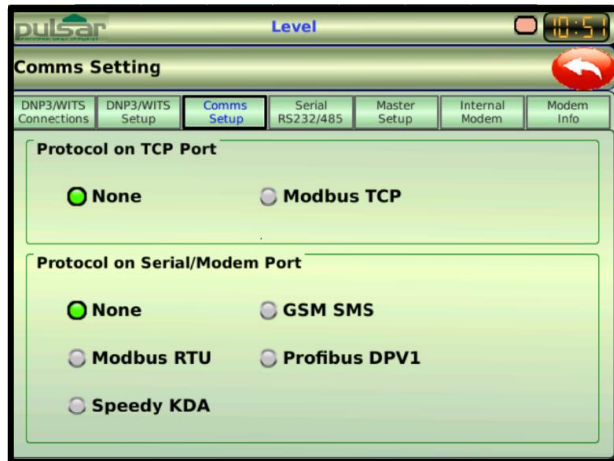 pulsar
Level
10:51
Comms Setting
DNP3/WITS Connections
DNP3/WITS Setup
Comms Setup
Serial RS232/485
Master Setup
Internal Modem
Modem Info
Protocol on TCP Port
None
Modbus TCP
Protocol on Serial/Modem Port
None
GSM SMS
Modbus RTU
Profibus DPV1
Speedy KDA